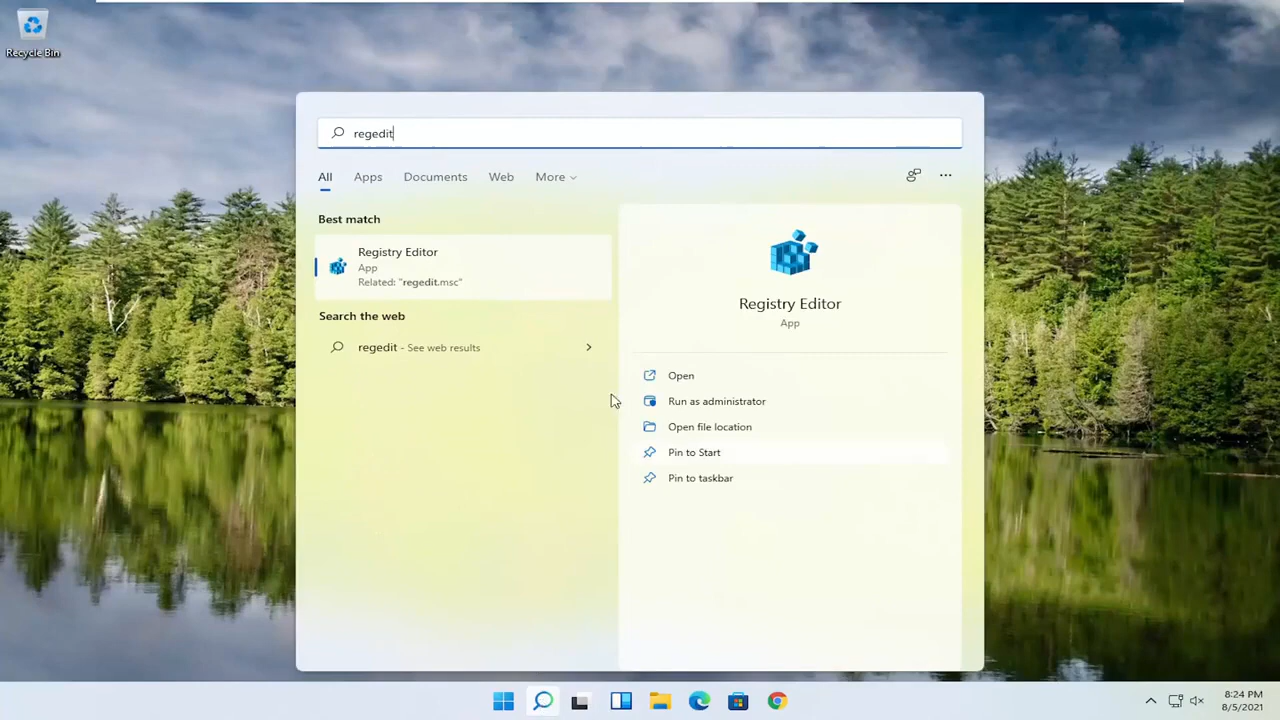 Recycle Bin
regedit
All Apps Documents Web More
Best match
Registry Editor
App
Related: "regedit.msc"
Search the web
regedit - See web results
Registry Editor
App
Open
Run as administrator
Open file location
Pin to Start
Pin to taskbar
8:24 PM
8/5/2021